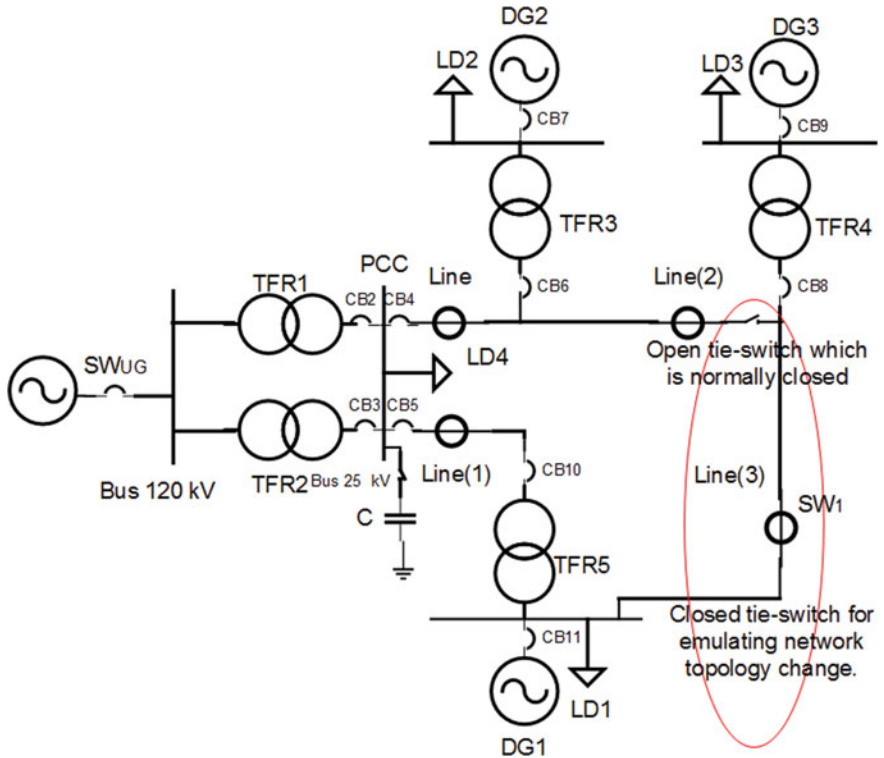 DG2
DG3
LD2
LD3
CB7
CB9
TFR3
TFR4
PCC
Line
Line(2)
TFR1
CB2
CB4
CB6
CB8
SWUG
LD4
Open tie-switch which
is normally closed
CB3
CB5
Bus 120 kV
TFR2
Bus 25 kV
Line(1)
CB10
Line(3)
SW1
C
TFR5
Closed tie-switch for
emulating network
topology change.
CB11
LD1
DG1